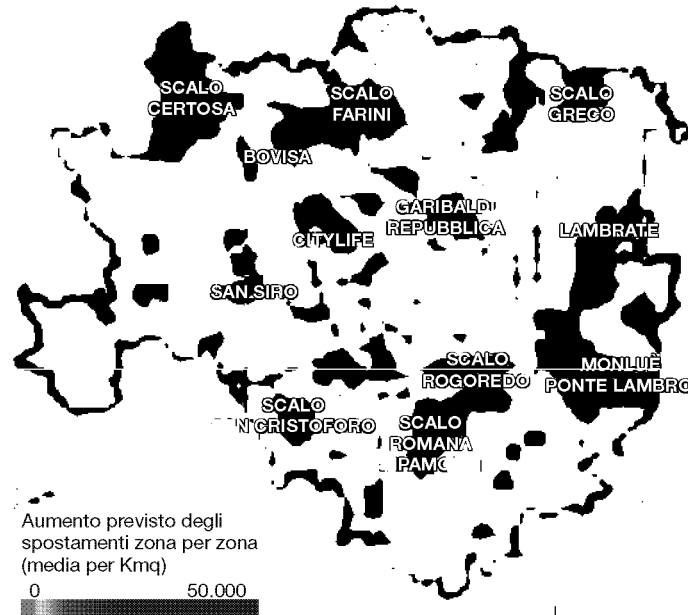 SCALO
CERTOSA
SCALO
FARINI
SCALO
GRECO
BOVISA
GARIBALDI
REPUBBLICA
CITYLIFE
LAMBRATE
SAN SIRO
SCALO
ROGOREDO
MONLUÈ
PONTE LAMBRO
SCALO
N CRISTOFORO
SCALO
ROMANA
Aumento previsto degli
spostamenti zona per zona
(media per Kmq)
0 50.000